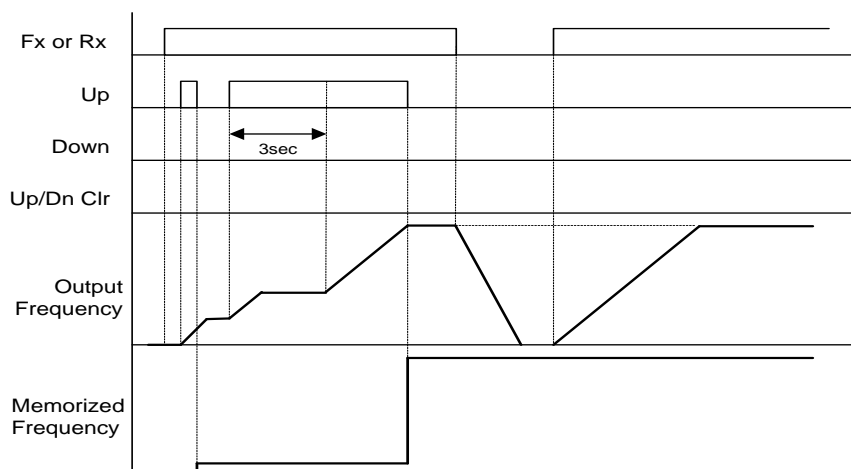 Fx or Rx
Up
3sec
Down
Up/Dn Clr
Output
Frequency
Memorized
Frequency